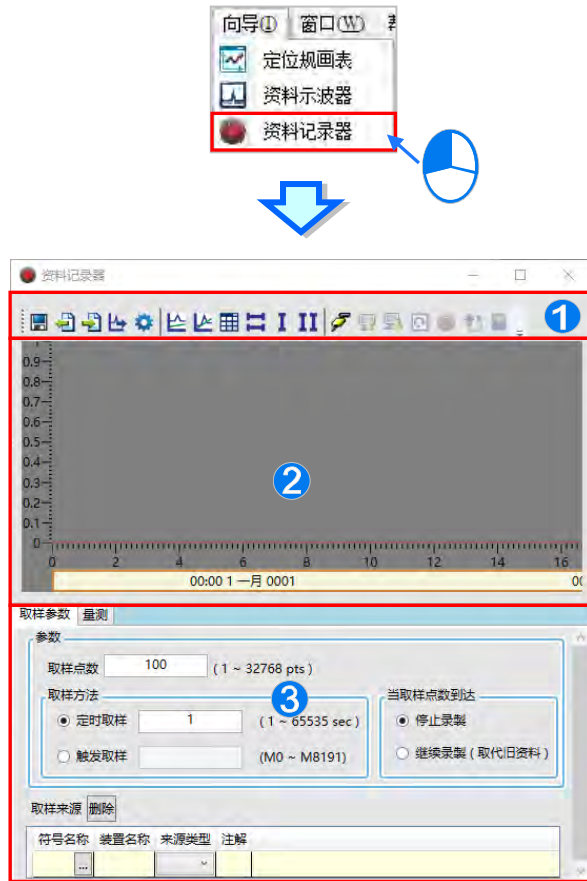 向导(I) 窗口(W)
定位规画表
资料示波器
资料记录器
资料记录器
1
0.9
0.8
0.7
0.6
0.5
0.4
0.3
0.2
0.1
0
2
0 2 4 6 8 10 12 14 16
00:00 1 一月 0001 00
取样参数 量测
参数
取样点数 100 ( 1 ~ 32768 pts )
取样方法 3 当取样点数到达
定时取样 1 ( 1 ~ 65535 sec ) 停止录製
触发取样 (M0 ~ M8191) 继续录製 ( 取代旧资料 )
取样来源 删除
符号名称 装置名称 来源类型 注解
...